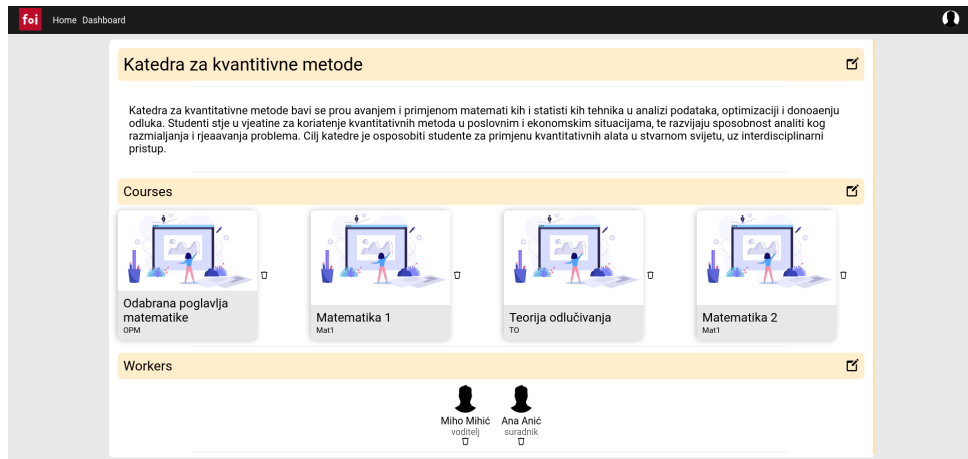 foi Home Dashboard
Katedra za kvantitivne metode
Katedra za kvantitativne metode bavi se prou avanjem i primjenom matemati kih i statisti kih tehnika u analizi podataka, optimizaciji i donoaenju
odluka. Studenti stje u vjeatine za koriatenje kvantitativnih metoda u poslovnim i ekonomskim situacijama, te razvijaju sposobnost analiti kog
razmialjanja i rjeaavanja problema. Cilj katedre je osposobiti studente za primjenu kvantitativnih alata u stvarnom svijetu, uz interdisciplinarni
pristup.
Courses
Odabrana poglavlja
matematike
OPM
Matematika 1
Mat1
Teorija odlučivanja
TO
Matematika 2
Mat1
Workers
Miho Mihić
voditelj
Ana Anić
suradnik